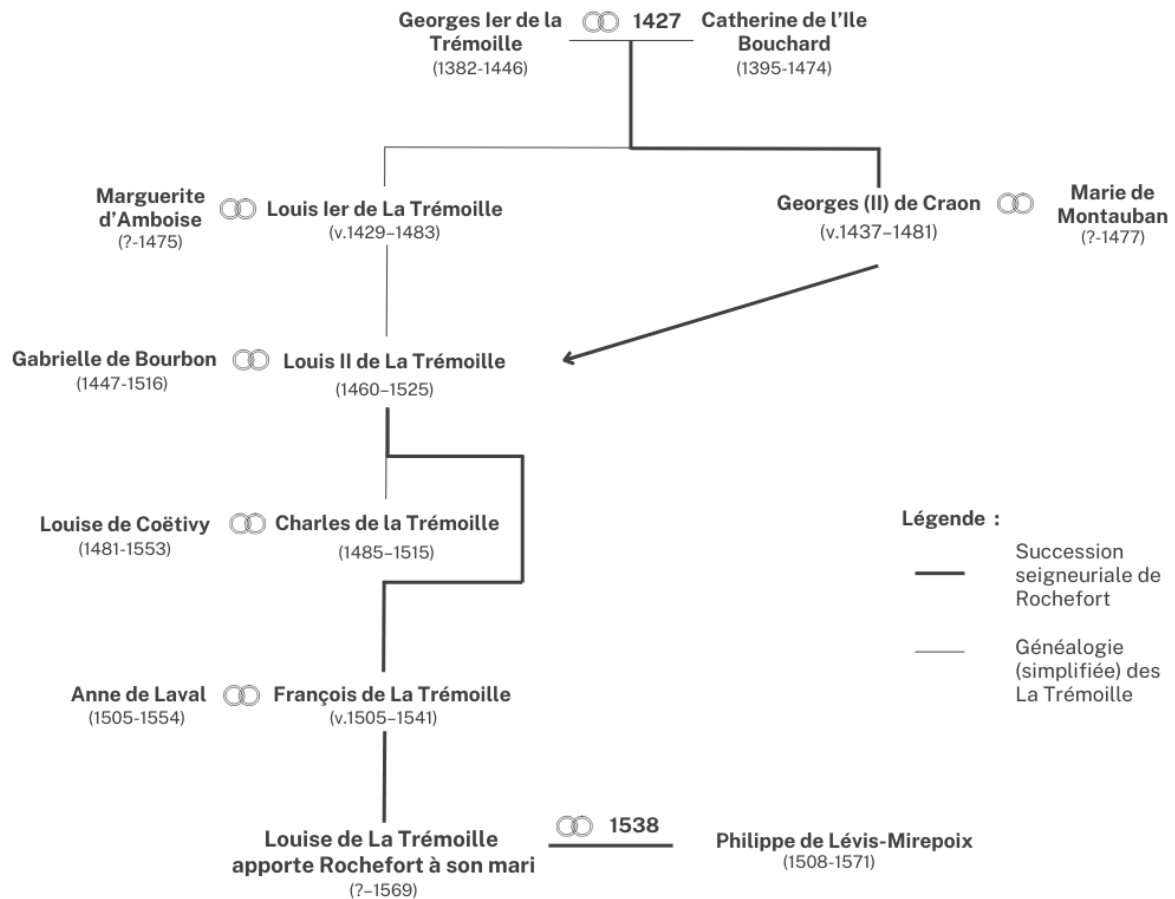 Georges Ier de la
Trémoille
(1382-1446)
1427
Catherine de l'Ile
Bouchard
(1395-1474)
Marguerite
d'Amboise
(?-1475)
Louis Ier de La Trémoille
(v.1429–1483)
Georges (II) de Craon
(v.1437–1481)
Marie de
Montauban
(?-1477)
Gabrielle de Bourbon
(1447-1516)
Louis II de La Trémoille
(1460–1525)
Louise de Coëtivy
(1481-1553)
Charles de la Trémoille
(1485–1515)
Légende :
Succession
seigneuriale de
Rochefort
Généalogie
(simplifiée) des
La Trémoille
Anne de Laval
(1505-1554)
François de La Trémoille
(v.1505–1541)
Louise de La Trémoille
apporte Rochefort à son mari
(?–1569)
1538
Philippe de Lévis-Mirepoix
(1508-1571)